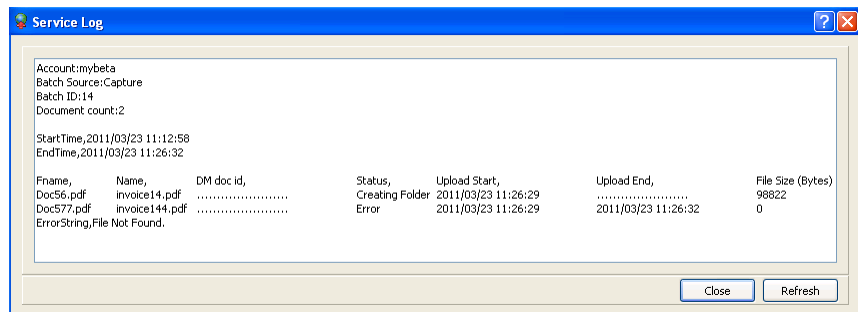 Service Log
Account:mybeta
Batch Source:Capture
Batch ID:14
Document count:2
StartTime,2011/03/23 11:12:58
EndTime,2011/03/23 11:26:32
Fname, Name, DM doc id, Status, Upload Start, Upload End, File Size (Bytes)
Doc56.pdf invoice14.pdf ....................... Creating Folder 2011/03/23 11:26:29 ....................... 98822
Doc577.pdf invoice144.pdf ....................... Error 2011/03/23 11:26:29 2011/03/23 11:26:32 0
ErrorString,File Not Found.
Close Refresh